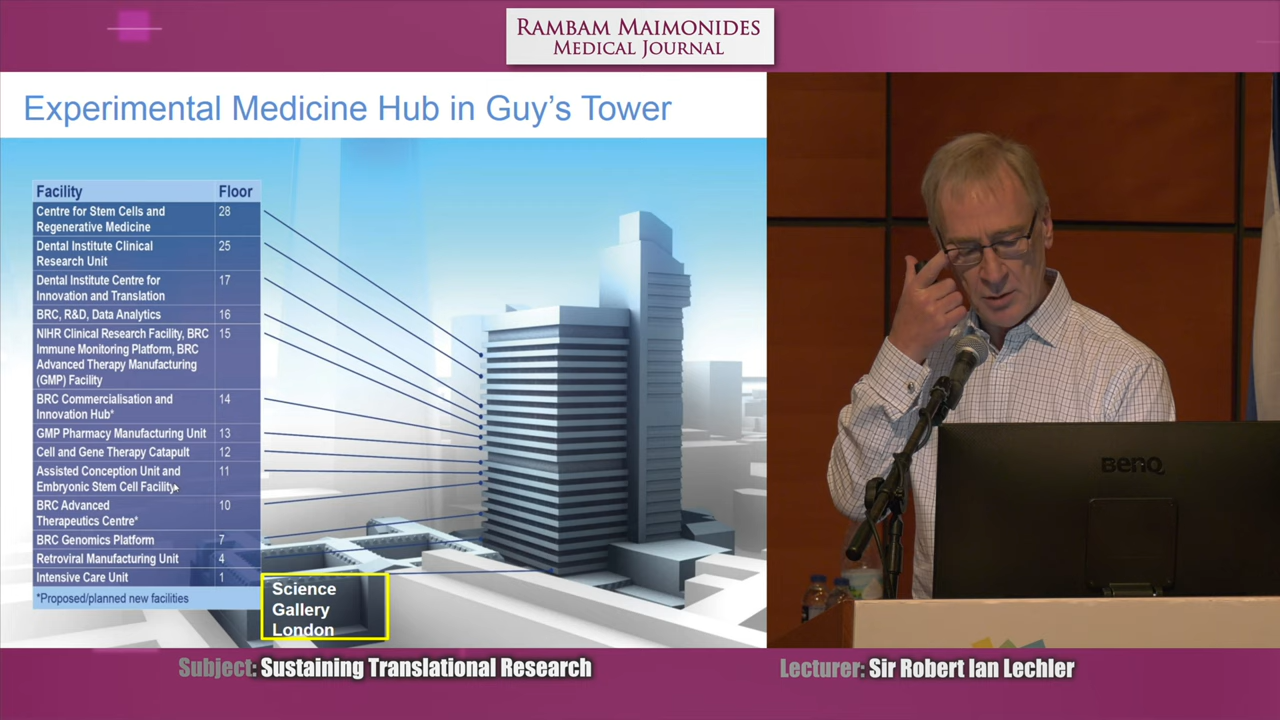 RAMBAM MAIMONIDES
MEDICAL JOURNAL
Experimental Medicine Hub in Guy's Tower
Facility Floor
Centre for Stem Cells and 28
Regenerative Medicine
Dental Institute Clinical 25
Research Unit
Dental Institute Centre for 17
Innovation and Translation
BRC, R&D, Data Analytics 16
NIHR Clinical Research Facility, BRC 15
Immune Monitoring Platform, BRC
Advanced Therapy Manufacturing
(GMP) Facility
BRC Commercialisation and 14
Innovation Hub*
GMP Pharmacy Manufacturing Unit 13
Cell and Gene Therapy Catapult 12
Assisted Conception Unit and 11
Embryonic Stem Cell Facility
BRC Advanced 10
Therapeutics Centre*
BRC Genomics Platform 7
Retroviral Manufacturing Unit 4
Intensive Care Unit 1
*Proposed/planned new facilities
Science
Gallery
London
BenQ
Subject: Sustaining Translational Research
Lecturer: Sir Robert Ian Lechler